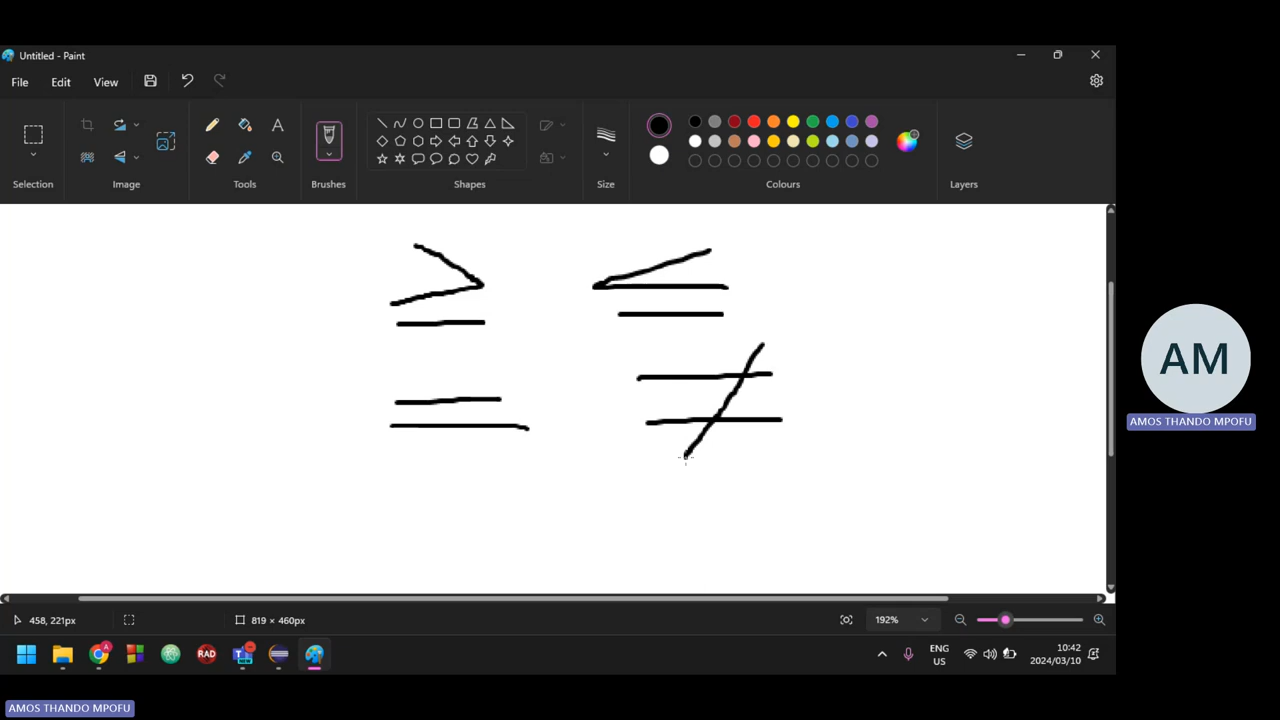 Untitled - Paint
File Edit View
Selection Image Tools Brushes Shapes Size Colours Layers
≥ ≤
= ≠
AM
AMOS THANDO MPOFU
458, 221px 819 × 460px 192%
RAD ENG US 10:42 2024/03/10
AMOS THANDO MPOFU